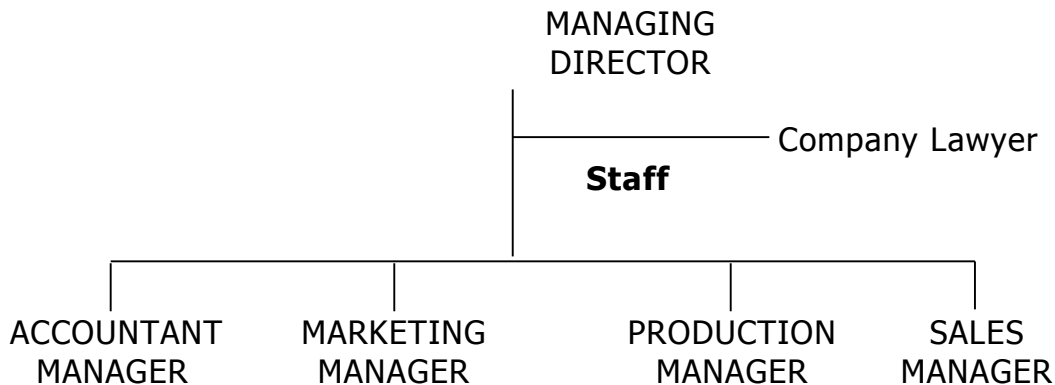 MANAGING
DIRECTOR
Company Lawyer
Staff
ACCOUNTANT
MANAGER
MARKETING
MANAGER
PRODUCTION
MANAGER
SALES
MANAGER